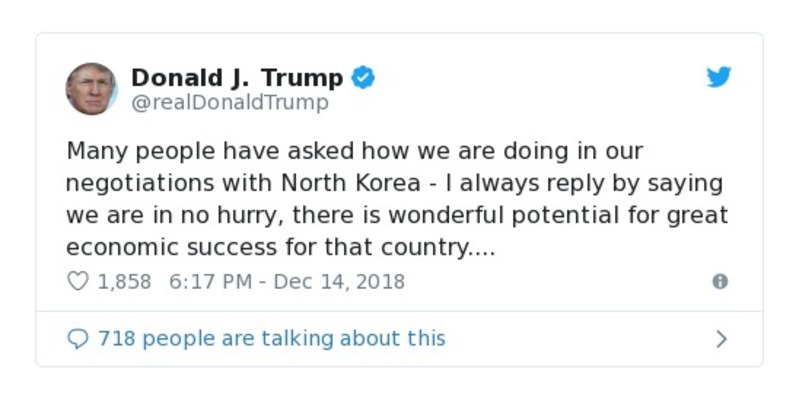 Donald J. Trump
@realDonaldTrump
Many people have asked how we are doing in our
negotiations with North Korea - I always reply by saying
we are in no hurry, there is wonderful potential for great
economic success for that country....
1,858 6:17 PM - Dec 14, 2018
718 people are talking about this